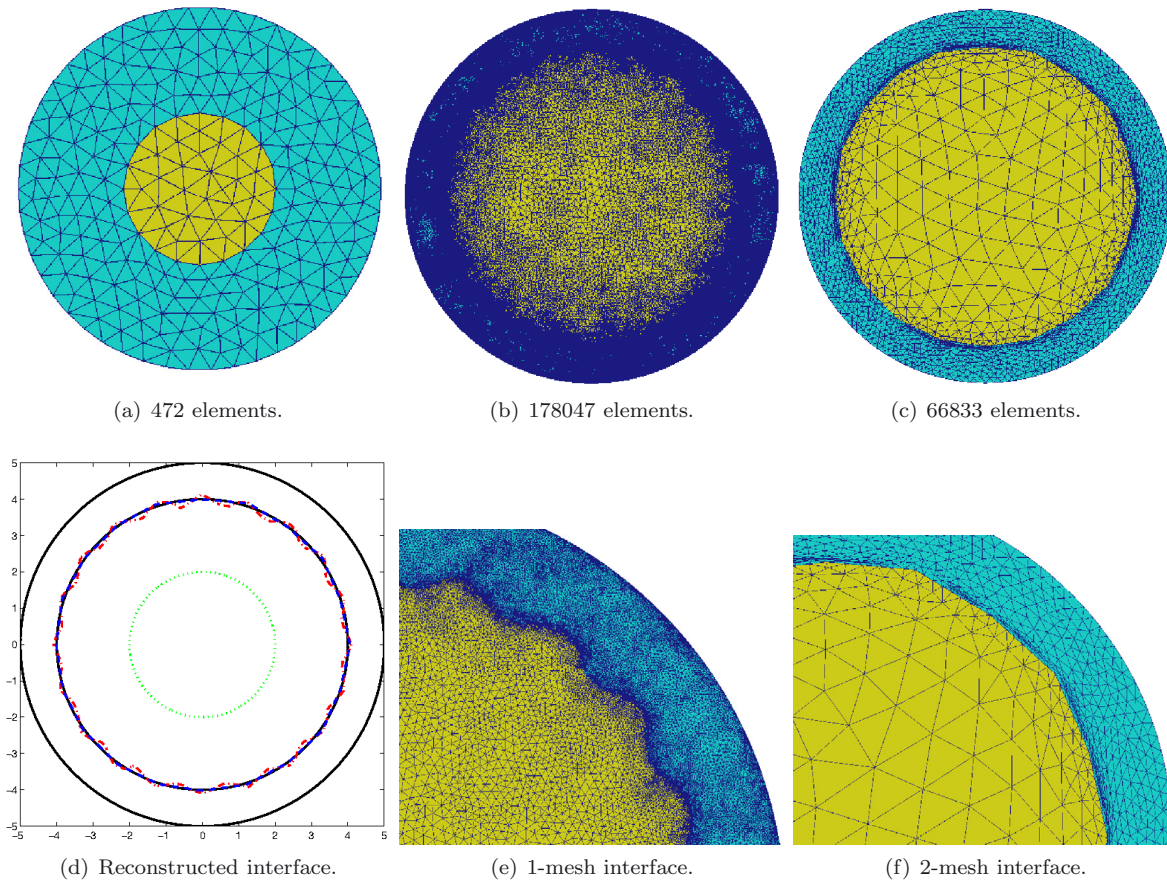 (a) 472 elements.
(b) 178047 elements.
(c) 66833 elements.
5
4
3
2
1
0
−1
−2
−3
−4
−5
−5 −4 −3 −2 −1 0 1 2 3 4 5
(d) Reconstructed interface.
(e) 1-mesh interface.
(f) 2-mesh interface.